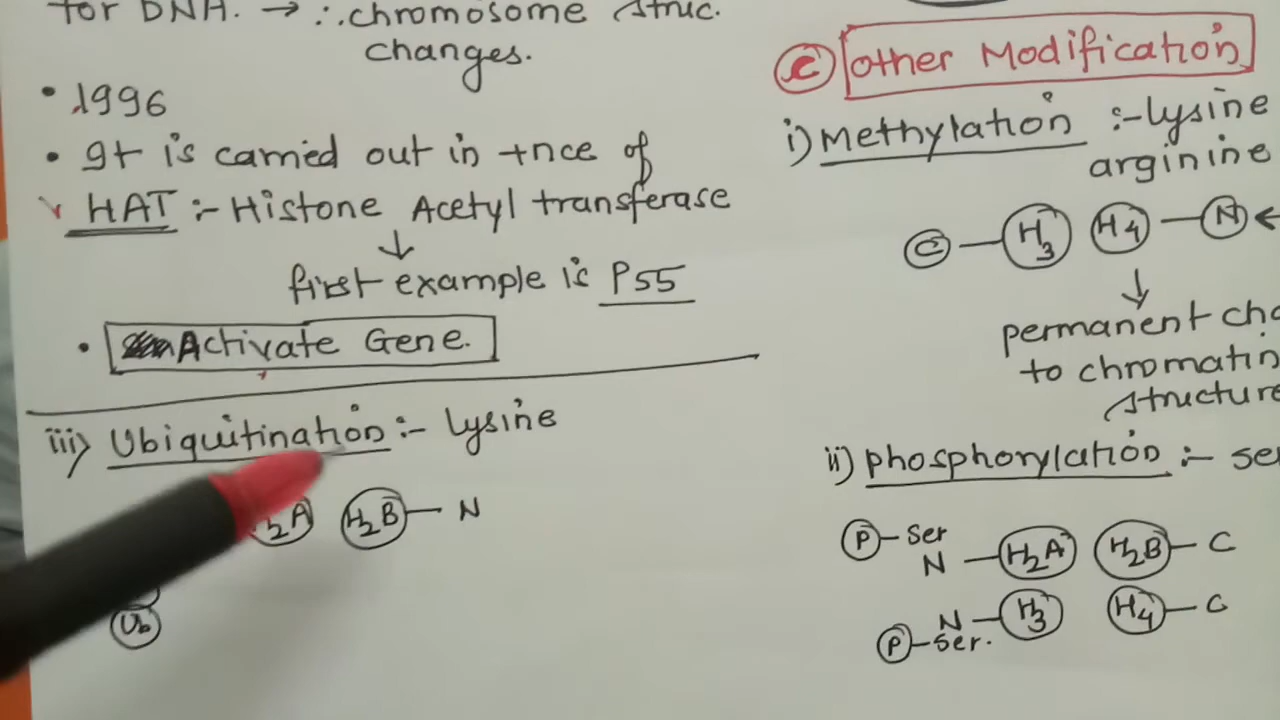 for DNA. → ∴ chromosome struc.
changes.
• 1996
• It is carried out in +nce of
HAT :- Histone Acetyl transferase
↓
first example is P55
• Activate Gene.
iii) Ubiquitination :- lysine
2A H2B — N
Ub
C other Modification
i) Methylation :- lysine
arginine
C — H3 H4 — N ←
↓
permanent cha
to chromatin
structure
ii) phosphorylation :- se
P — Ser
N — H2A H2B — C
N — H3 H4 — C
P — Ser.